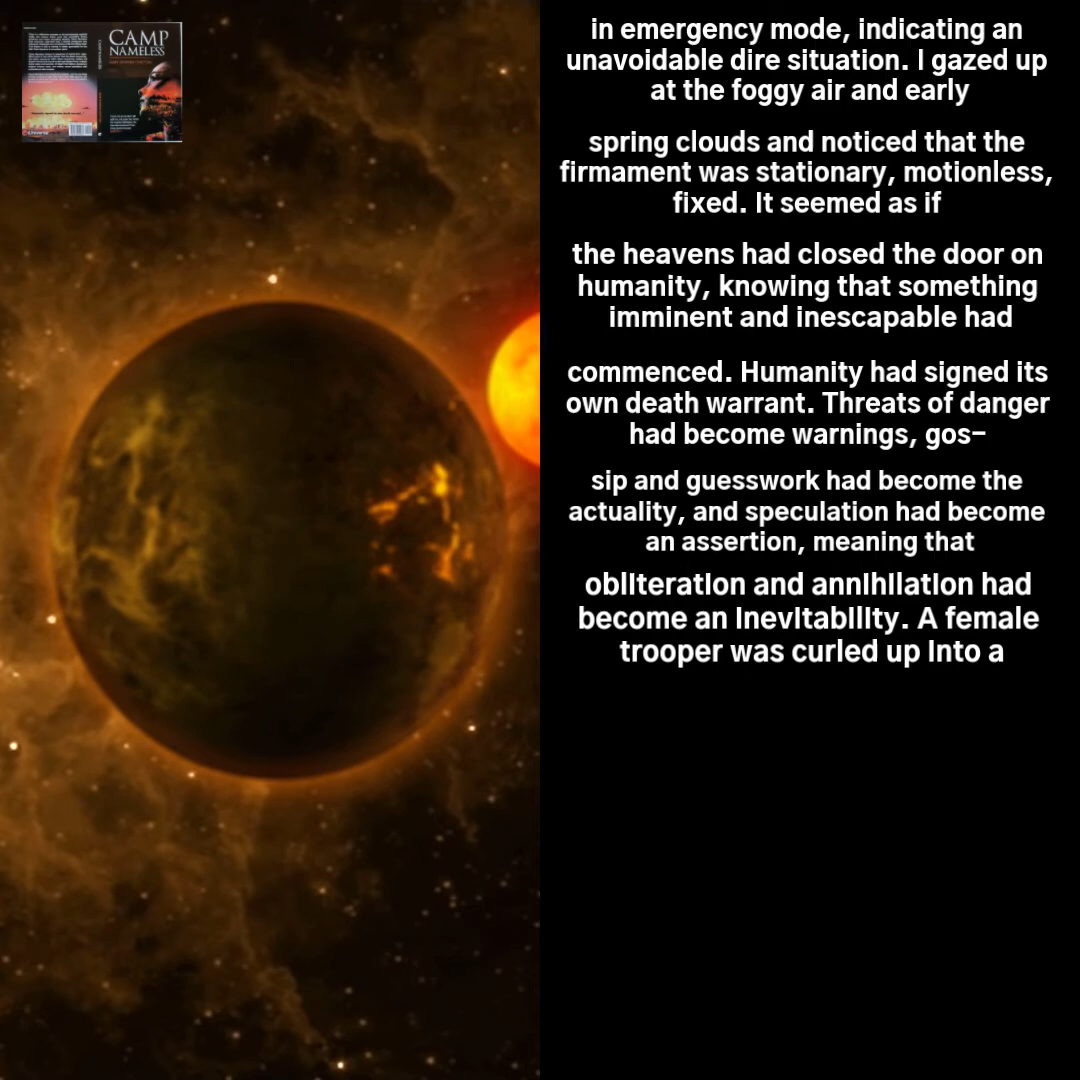 CAMP
NAMELESS
in emergency mode, indicating an
unavoidable dire situation. I gazed up
at the foggy air and early
spring clouds and noticed that the
firmament was stationary, motionless,
fixed. It seemed as if
the heavens had closed the door on
humanity, knowing that something
imminent and inescapable had
commenced. Humanity had signed its
own death warrant. Threats of danger
had become warnings, gos-
sip and guesswork had become the
actuality, and speculation had become
an assertion, meaning that
oblIteratIon and annIhIlatIon had
become an InevItabIlIty. A female
trooper was curled up Into a